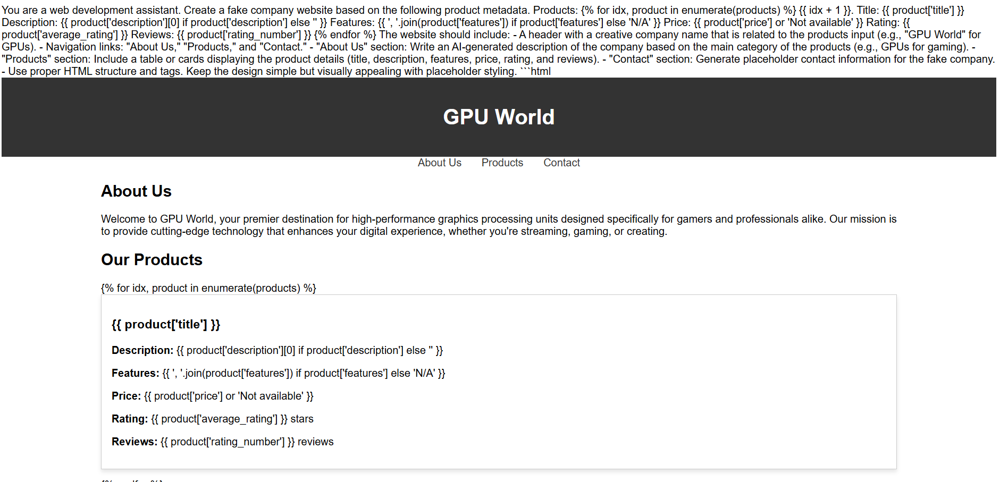 You are a web development assistant. Create a fake company website based on the following product metadata. Products: {% for idx, product in enumerate(products) %} {{ idx + 1 }}. Title: {{ product['title'] }}
Description: {{ product['description'][0] if product['description'] else '' }} Features: {{ ', '.join(product['features']) if product['features'] else 'N/A' }} Price: {{ product['price'] or 'Not available' }} Rating: {{
product['average_rating'] }} Reviews: {{ product['rating_number'] }} {% endfor %} The website should include: - A header with a creative company name that is related to the products input (e.g., "GPU World" for
GPUs). - Navigation links: "About Us," "Products," and "Contact." - "About Us" section: Write an AI-generated description of the company based on the main category of the products (e.g., GPUs for gaming). -
"Products" section: Include a table or cards displaying the product details (title, description, features, price, rating, and reviews). - "Contact" section: Generate placeholder contact information for the fake company.
- Use proper HTML structure and tags. Keep the design simple but visually appealing with placeholder styling. ```html
GPU World
About Us Products Contact
About Us
Welcome to GPU World, your premier destination for high-performance graphics processing units designed specifically for gamers and professionals alike. Our mission is
to provide cutting-edge technology that enhances your digital experience, whether you're streaming, gaming, or creating.
Our Products
{% for idx, product in enumerate(products) %}
{{ product['title'] }}
Description: {{ product['description'][0] if product['description'] else '' }}
Features: {{ ', '.join(product['features']) if product['features'] else 'N/A' }}
Price: {{ product['price'] or 'Not available' }}
Rating: {{ product['average_rating'] }} stars
Reviews: {{ product['rating_number'] }} reviews